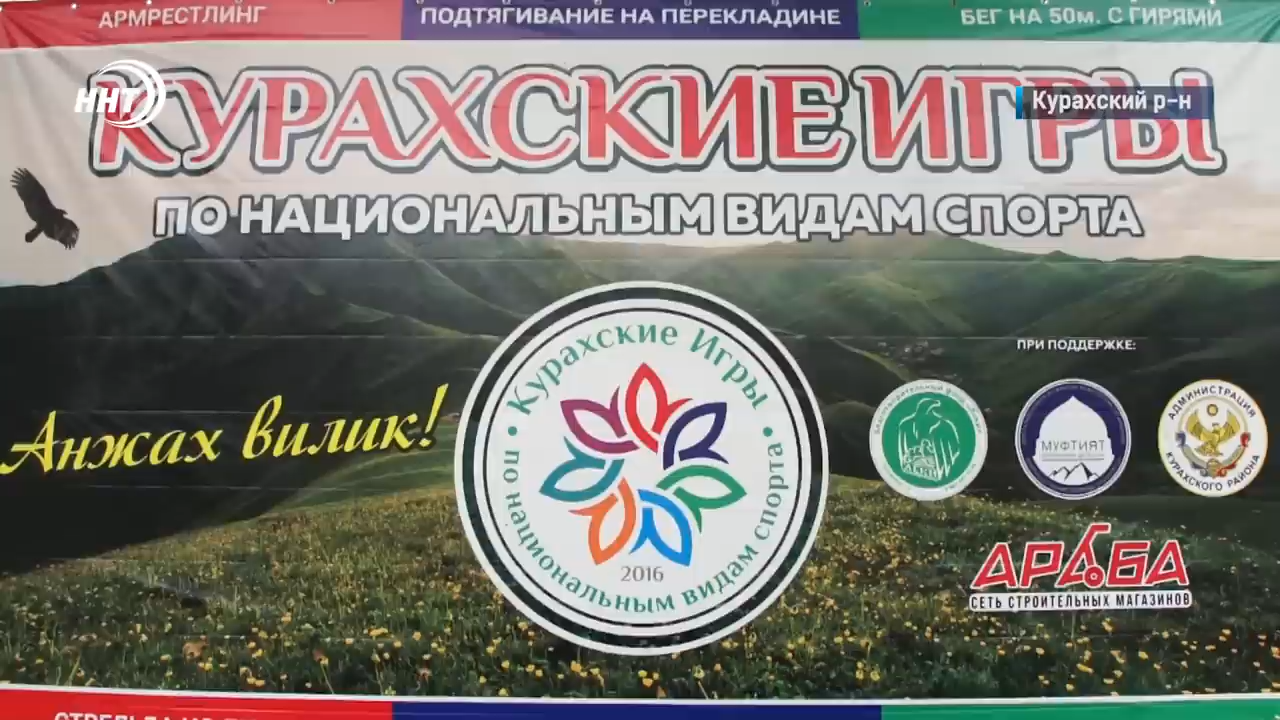 АРМРЕСТЛИНГ
ПОДТЯГИВАНИЕ НА ПЕРЕКЛАДИНЕ
БЕГ НА 50м. С ГИРЯМИ
ННТ
Курахский р-н
КУРАХСКИЕ ИГРЫ
ПО НАЦИОНАЛЬНЫМ ВИДАМ СПОРТА
ПРИ ПОДДЕРЖКЕ:
Анжах вилик!
• Курахские Игры •
по национальным видам спорта
2016
МУФТИЯТ
АДМИНИСТРАЦИЯ
КУРАХСКОГО РАЙОНА
АРАБА
СЕТЬ СТРОИТЕЛЬНЫХ МАГАЗИНОВ